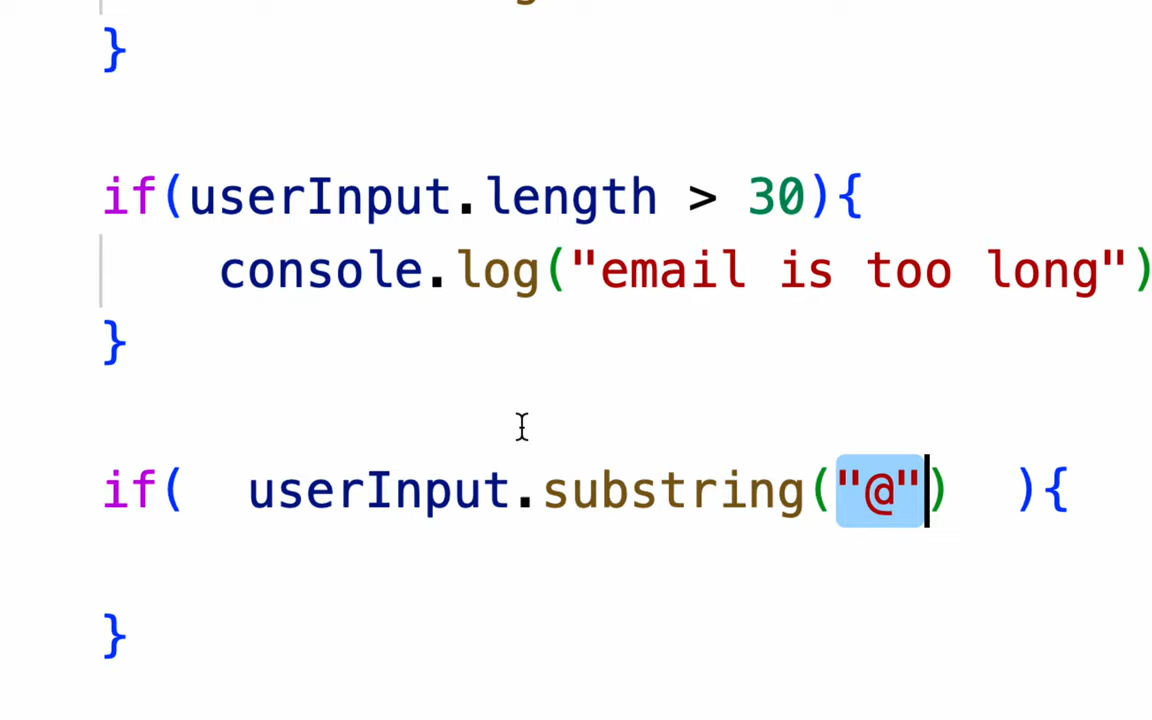 }
if(userInput.length > 30){
console.log("email is too long")
}
if( userInput.substring("@") ){
}